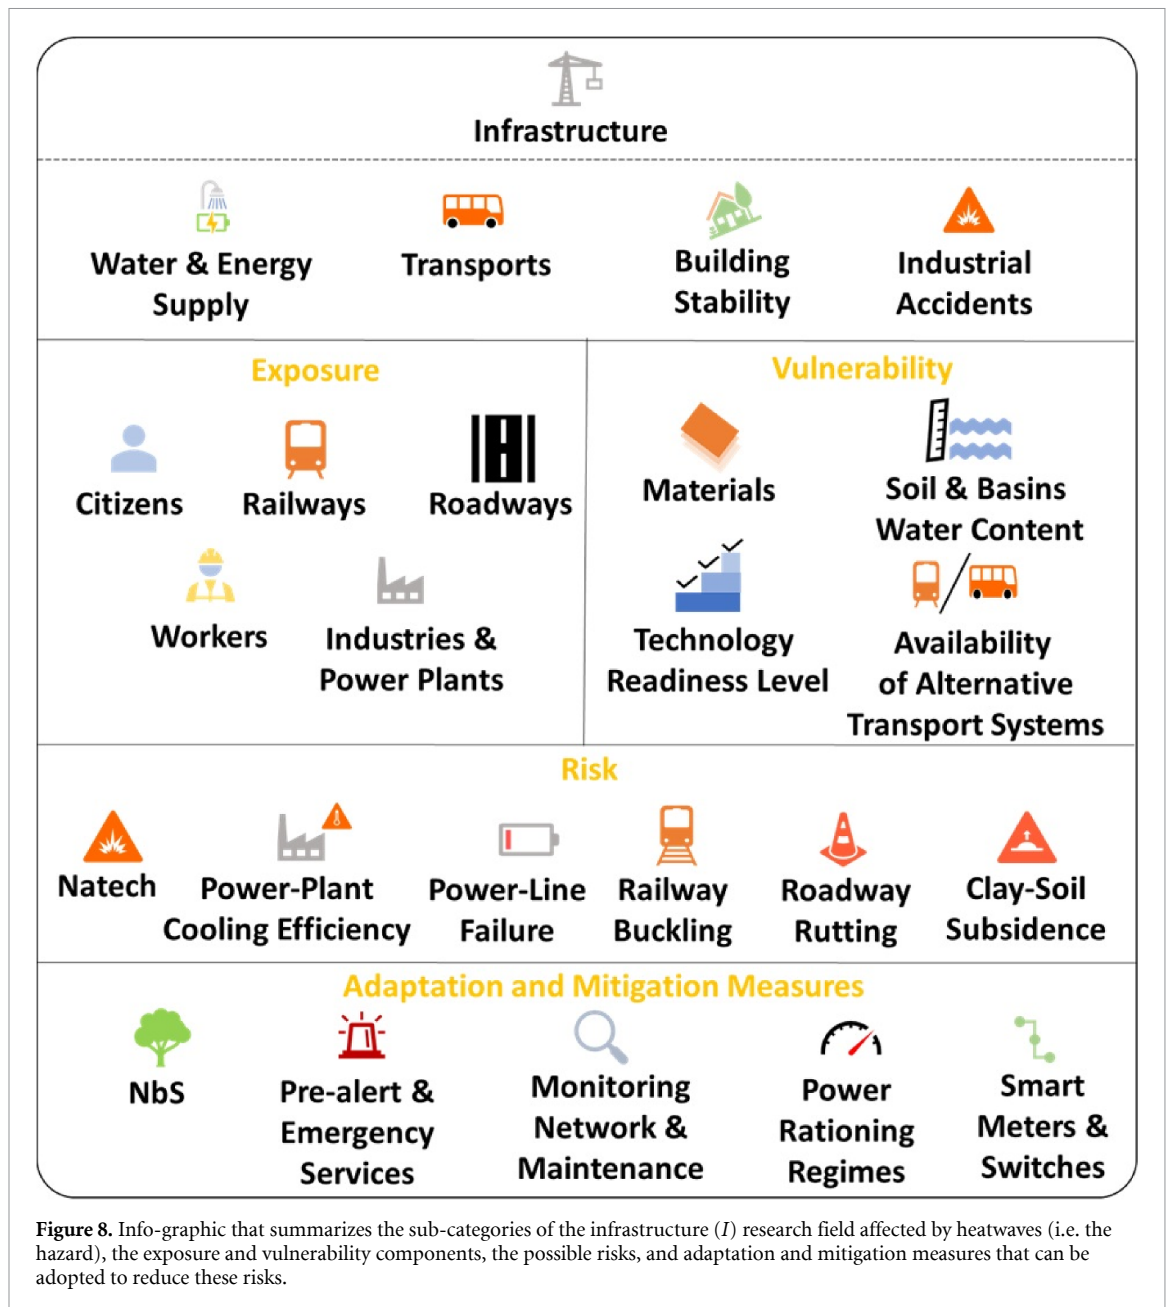 Infrastructure
Water & Energy
Supply
Transports
Building
Stability
Industrial
Accidents
Exposure
Citizens
Railways
Roadways
Workers
Industries &
Power Plants
Vulnerability
Materials
Soil & Basins
Water Content
Technology
Readiness Level
Availability
of Alternative
Transport Systems
Risk
Natech
Power-Plant
Cooling Efficiency
Power-Line
Failure
Railway
Buckling
Roadway
Rutting
Clay-Soil
Subsidence
Adaptation and Mitigation Measures
NbS
Pre-alert &
Emergency
Services
Monitoring
Network &
Maintenance
Power
Rationing
Regimes
Smart
Meters &
Switches
Figure 8. Info-graphic that summarizes the sub-categories of the infrastructure (I) research field affected by heatwaves (i.e. the
hazard), the exposure and vulnerability components, the possible risks, and adaptation and mitigation measures that can be
adopted to reduce these risks.